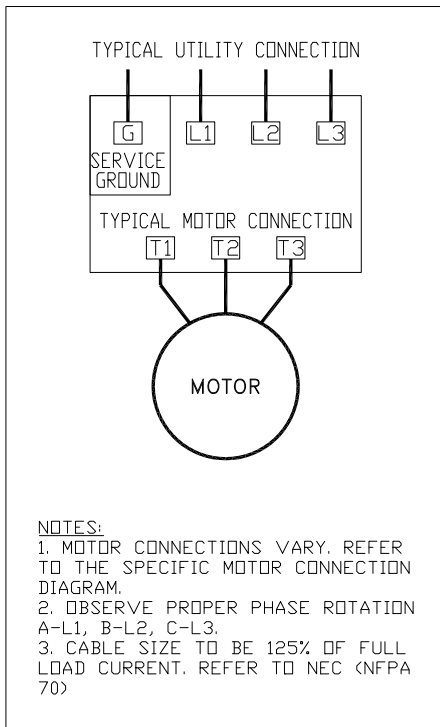 TYPICAL UTILITY CONNECTION
G L1 L2 L3
SERVICE
GROUND
TYPICAL MOTOR CONNECTION
T1 T2 T3
MOTOR
NOTES:
1. MOTOR CONNECTIONS VARY. REFER
TO THE SPECIFIC MOTOR CONNECTION
DIAGRAM.
2. OBSERVE PROPER PHASE ROTATION
A-L1, B-L2, C-L3.
3. CABLE SIZE TO BE 125% OF FULL
LOAD CURRENT. REFER TO NEC (NFPA
70)